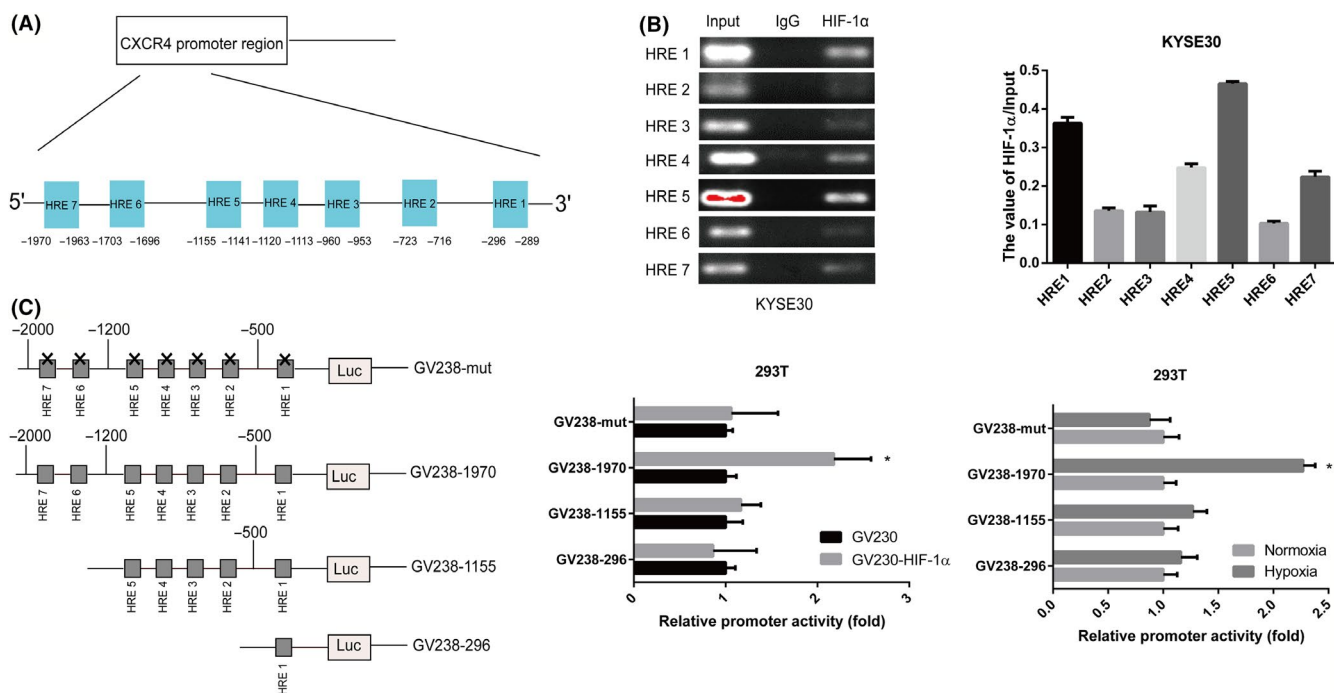 (A)
CXCR4 promoter region
5'
HRE 7
HRE 6
HRE 5
HRE 4
HRE 3
HRE 2
HRE 1
3'
−1970 −1963 −1703 −1696 −1155 −1141 −1120 −1113 −960 −953 −723 −716 −296 −289
(B)
Input IgG HIF-1α
HRE 1
HRE 2
HRE 3
HRE 4
HRE 5
HRE 6
HRE 7
KYSE30
KYSE30
The value of HIF-1α/Input
0.5
0.4
0.3
0.2
0.1
0.0
HRE1
HRE2
HRE3
HRE4
HRE5
HRE6
HRE7
(C)
−2000 −1200 −500
Luc
GV238-mut
HRE 7
HRE 6
HRE 5
HRE 4
HRE 3
HRE 2
HRE 1
−2000 −1200 −500
Luc
GV238-1970
HRE 7
HRE 6
HRE 5
HRE 4
HRE 3
HRE 2
HRE 1
−500
Luc
GV238-1155
HRE 5
HRE 4
HRE 3
HRE 2
HRE 1
Luc
GV238-296
HRE 1
293T
GV238-mut
GV238-1970
*
GV238-1155
GV238-296
GV230
GV230-HIF-1α
0 1 2 3
Relative promoter activity (fold)
293T
GV238-mut
GV238-1970
*
GV238-1155
GV238-296
Normoxia
Hypoxia
0.0 0.5 1.0 1.5 2.0 2.5
Relative promoter activity (fold)